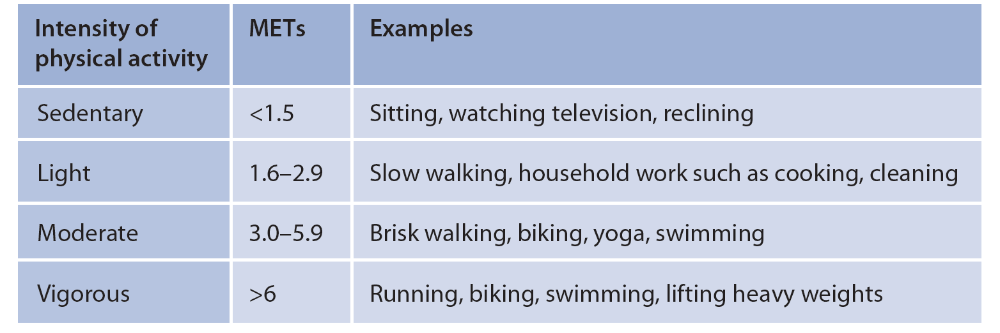 Intensity of
physical activity
METs
Examples
Sedentary
<1.5
Sitting, watching television, reclining
Light
1.6–2.9
Slow walking, household work such as cooking, cleaning
Moderate
3.0–5.9
Brisk walking, biking, yoga, swimming
Vigorous
>6
Running, biking, swimming, lifting heavy weights